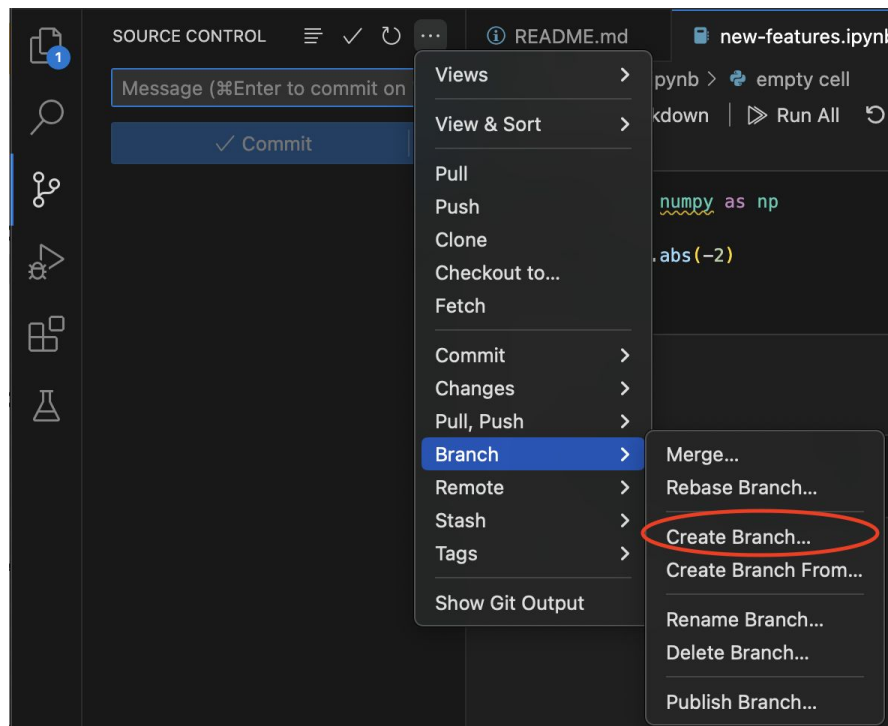 SOURCE CONTROL
README.md
new-features.ipynb
1
Message (⌘Enter to commit on
Commit
Views
View & Sort
Pull
Push
Clone
Checkout to...
Fetch
Commit
Changes
Pull, Push
Branch
Remote
Stash
Tags
Show Git Output
Merge...
Rebase Branch...
Create Branch...
Create Branch From...
Rename Branch...
Delete Branch...
Publish Branch...
pynb > empty cell
kdown | Run All
numpy as np
.abs(-2)